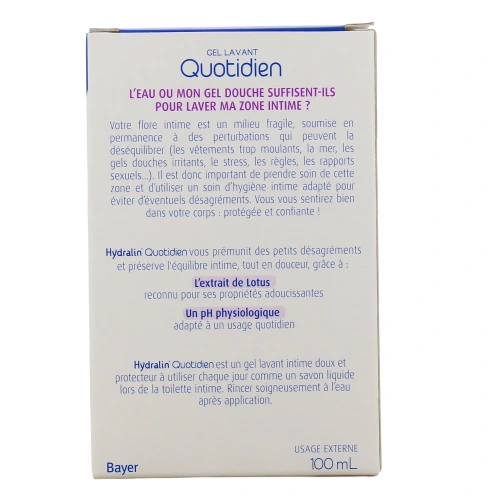 GEL LAVANT
Quotidien
L'EAU OU MON GEL DOUCHE SUFFISENT-ILS
POUR LAVER MA ZONE INTIME ?
Votre flore intime est un milieu fragile, soumise en
permanence à des perturbations qui peuvent la
déséquilibrer (les vêtements trop moulants, la mer, les
gels douches irritants, le stress, les règles, les rapports
sexuels...). Il est donc important de prendre soin de cette
zone et d'utiliser un soin d'hygiène intime adapté pour
éviter d'éventuels désagréments. Vous vous sentirez bien
dans votre corps : protégée et confiante !
Hydralin® Quotidien vous prémunit des petits désagréments
et préserve l'équilibre intime, tout en douceur, grâce à :
L'extrait de Lotus
reconnu pour ses propriétés adoucissantes
Un pH physiologique
adapté à un usage quotidien
Hydralin® Quotidien est un gel lavant intime doux et
protecteur à utiliser chaque jour comme un savon liquide
lors de la toilette intime. Rincer soigneusement à l'eau
après application.
USAGE EXTERNE
Bayer 100 mL